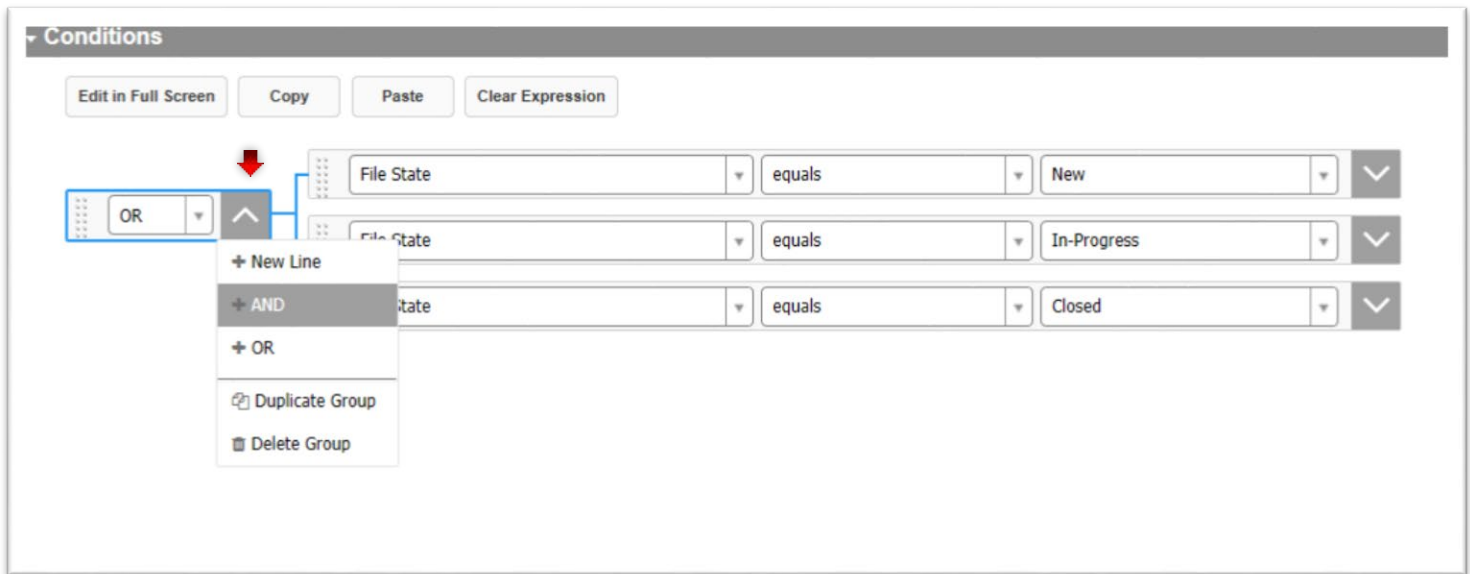 Conditions
Edit in Full Screen Copy Paste Clear Expression
File State equals New
OR
File State equals In-Progress
+ New Line
+ AND
State equals Closed
+ OR
Duplicate Group
Delete Group